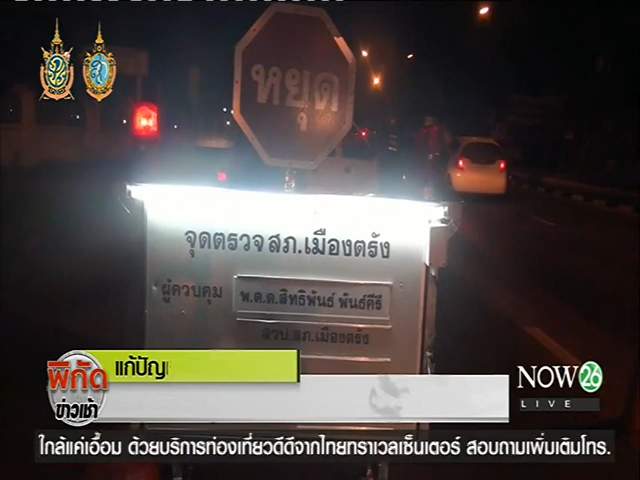 หยุด
จุดตรวจสภ.เมืองตรัง
ผู้ควบคุม
พ.ต.ต.สิทธิพันธ์ พันธ์คีรี
สวป.สภ.เมืองตรัง
แก้ปัญ
พิกัด
ข่าวเช้า
NOW26
LIVE
ใกล้แค่เอื้อม ด้วยบริการท่องเที่ยวดีดีจากไทยทราเวลเซ็นเตอร์ สอบถามเพิ่มเติมโทร.